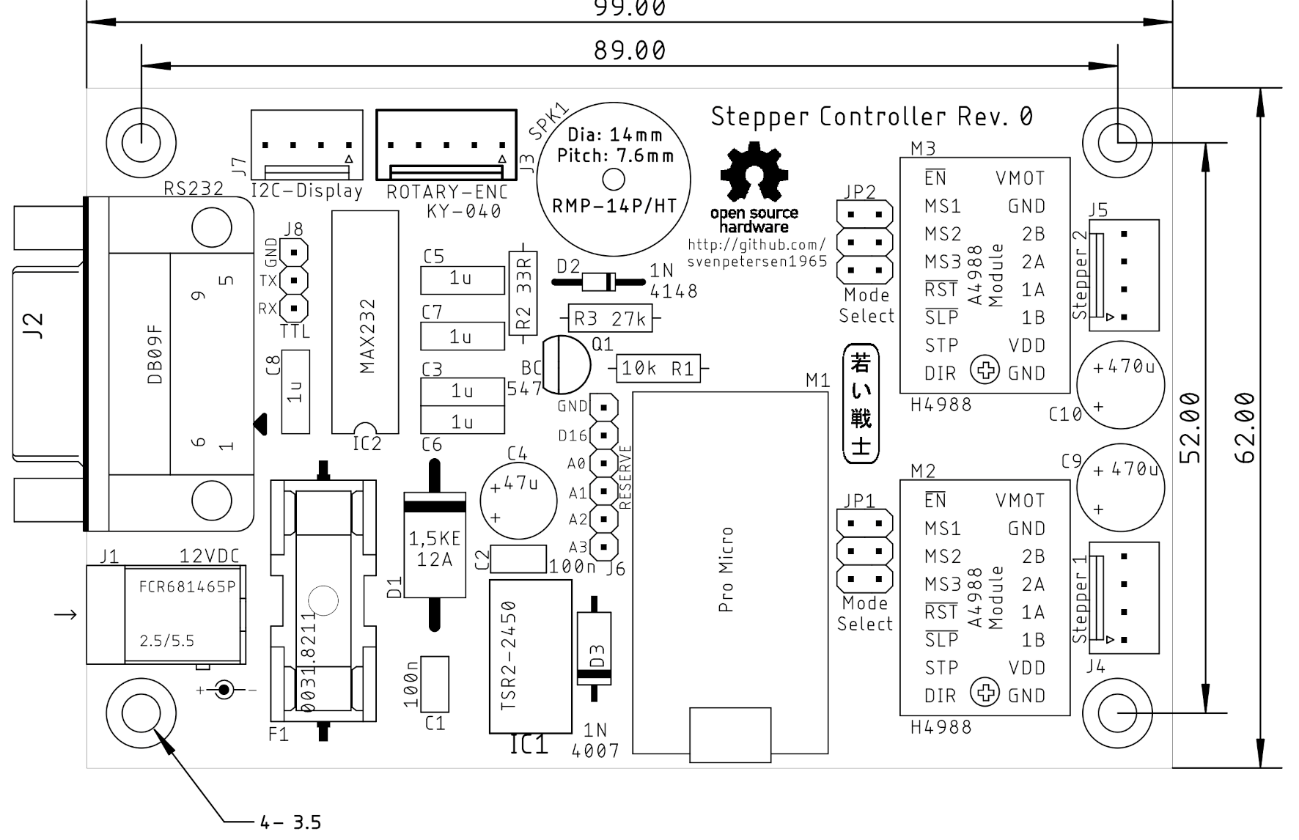 99.00
89.00
Stepper Controller Rev. 0
SPK1
Dia: 14mm
Pitch: 7.6mm
RMP-14P/HT
J7
I2C-Display
J3
ROTARY-ENC
KY-040
open source
hardware
http://github.com/
svenpetersen1965
RS232
J2
DB09F
5
9
6
1
J8
GND
TX
RX
TTL
C8
1u
MAX232
IC2
C5
1u
C7
1u
C3
1u
1u
C6
R2 33R
D2
1N
4148
R3 27k
Q1
BC
547
10k R1
M1
Pro Micro
GND
D16
A0
A1
A2
A3
RESERVE
J6
C4
+47u
+
C2
100n
1,5KE
12A
D1
100n
C1
TSR2-2450
IC1
D3
1N
4007
J1
12VDC
FCR681465P
2.5/5.5
→
+ -
0031.8211
F1
JP2
Mode
Select
若い戦士
JP1
Mode
Select
M3
EN VMOT
MS1 GND
MS2 2B
MS3 2A
RST 1A
SLP 1B
STP VDD
DIR GND
A4988
Module
H4988
J5
Stepper 2
+470u
+
C10
C9
+ 470u
+
M2
EN VMOT
MS1 GND
MS2 2B
MS3 2A
RST 1A
SLP 1B
STP VDD
DIR GND
A4988
Module
H4988
Stepper 1
J4
52.00
62.00
4- 3.5